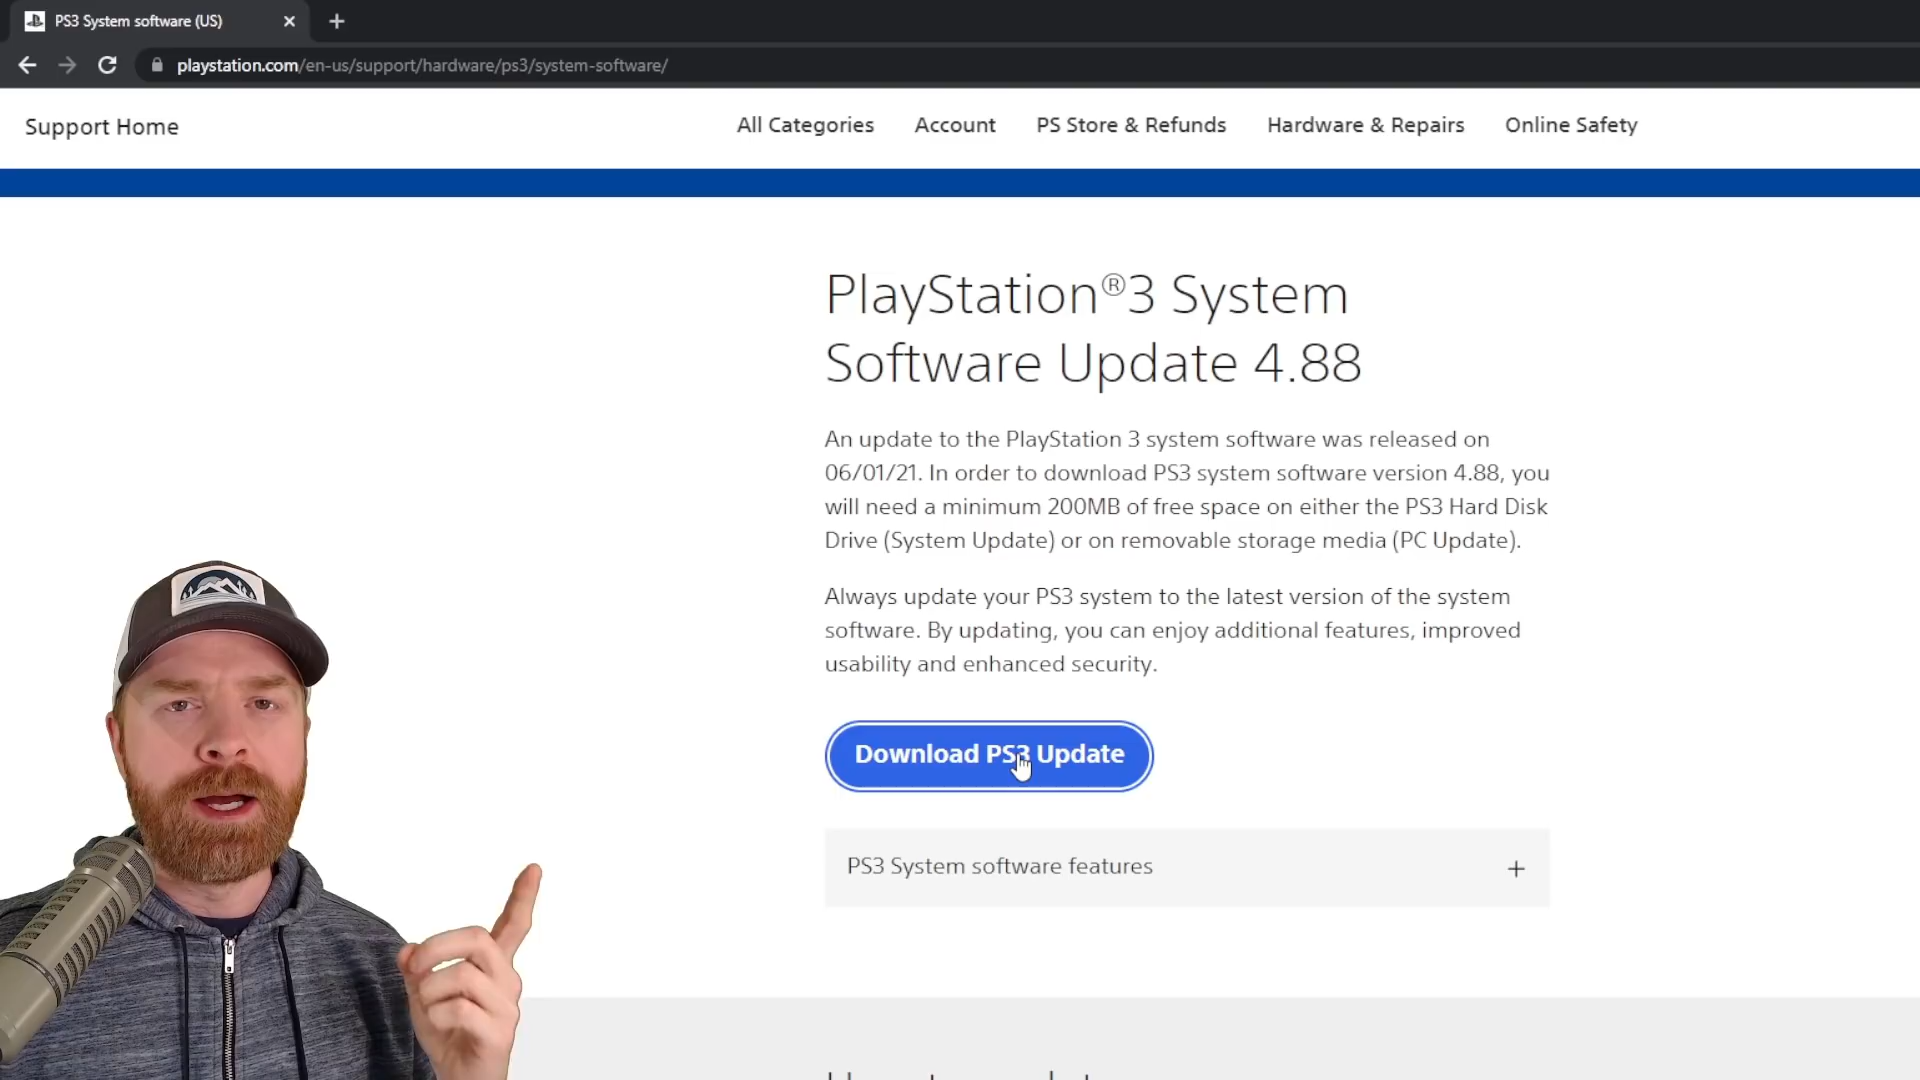 PS3 System software (US)
playstation.com/en-us/support/hardware/ps3/system-software/
Support Home
All Categories
Account
PS Store & Refunds
Hardware & Repairs
Online Safety
PlayStation®3 System
Software Update 4.88
An update to the PlayStation 3 system software was released on
06/01/21. In order to download PS3 system software version 4.88, you
will need a minimum 200MB of free space on either the PS3 Hard Disk
Drive (System Update) or on removable storage media (PC Update).
Always update your PS3 system to the latest version of the system
software. By updating, you can enjoy additional features, improved
usability and enhanced security.
Download PS3 Update
PS3 System software features